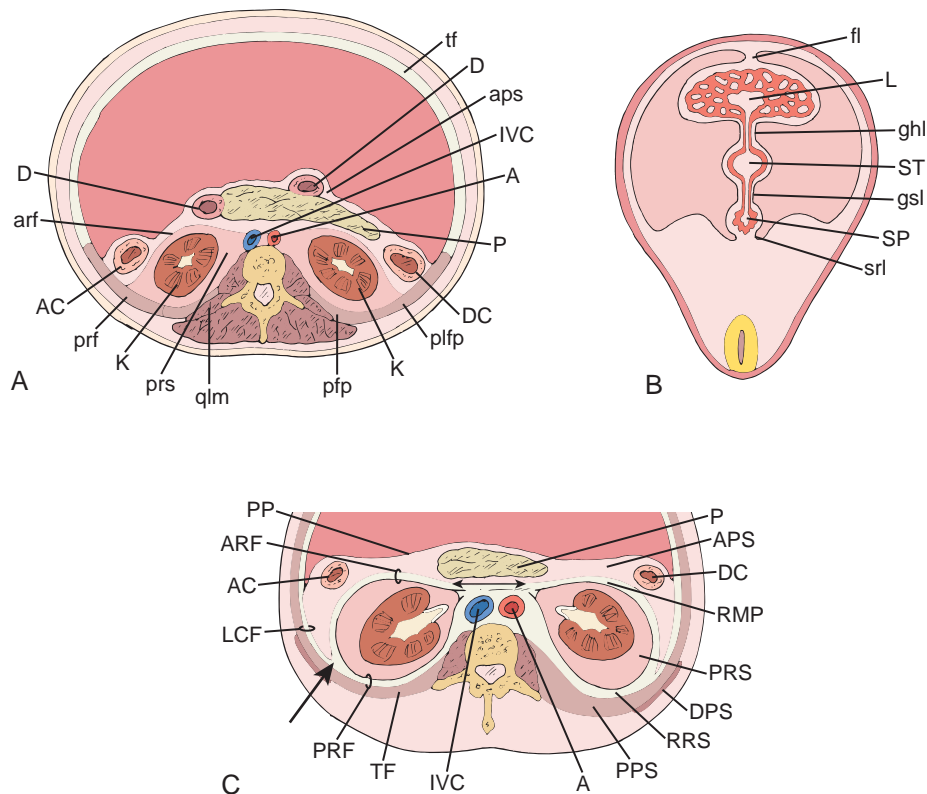 tf
D
aps
IVC
A
D
arf
P
AC
DC
prf
plfp
K
prs
qlm
pfp
K
A
fl
L
ghl
ST
gsl
SP
srl
B
PP
ARF
AC
LCF
PRF
TF
IVC
A
PPS
RRS
DPS
PRS
RMP
DC
APS
P
C